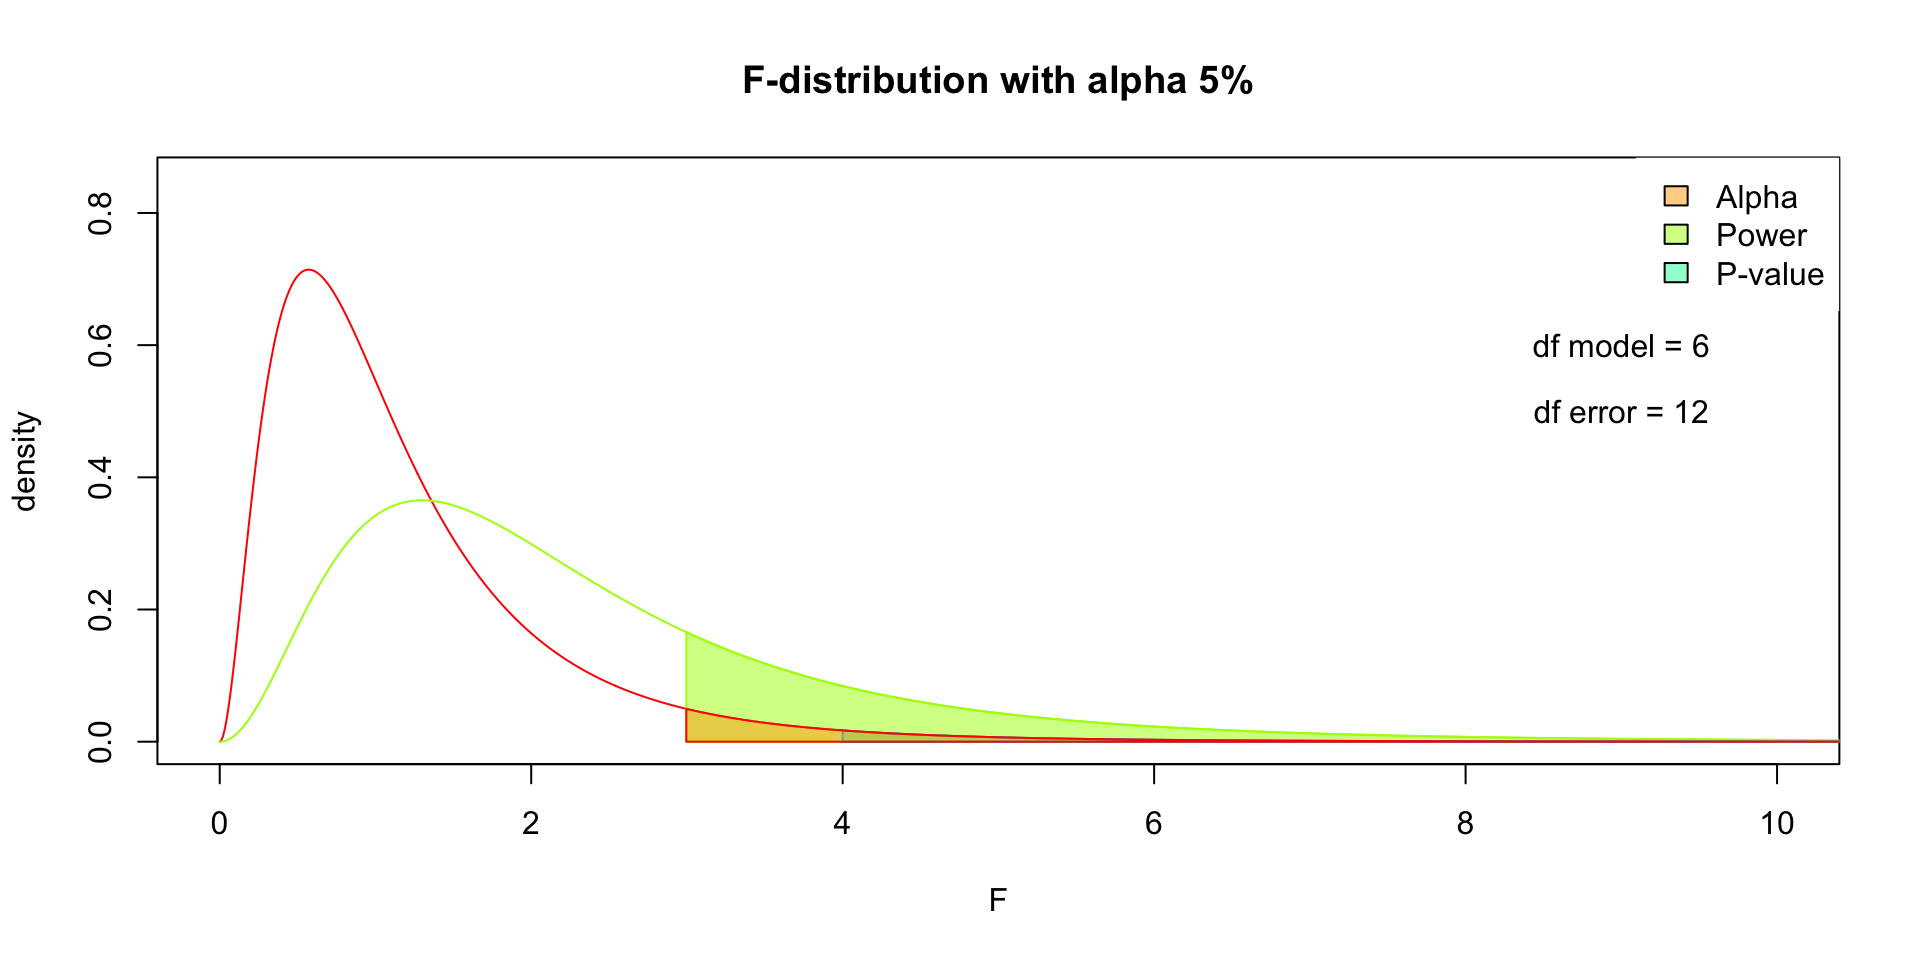 F-distribution with alpha 5%
Alpha
Power
P-value
df model = 6
df error = 12
density
0.8
0.6
0.4
0.2
0.0
0 2 4 6 8 10
F